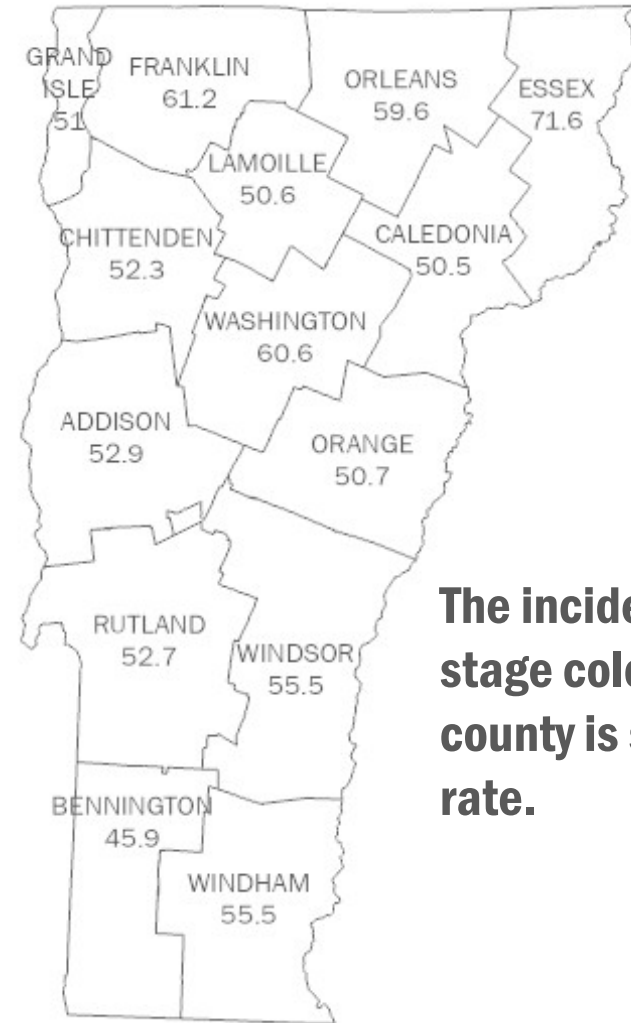 GRAND
ISLE
51
FRANKLIN
61.2
ORLEANS
59.6
ESSEX
71.6
LAMOILLE
50.6
CHITTENDEN
52.3
CALEDONIA
50.5
WASHINGTON
60.6
ADDISON
52.9
ORANGE
50.7
RUTLAND
52.7
WINDSOR
55.5
BENNINGTON
45.9
WINDHAM
55.5
The
stage
county is
rate.